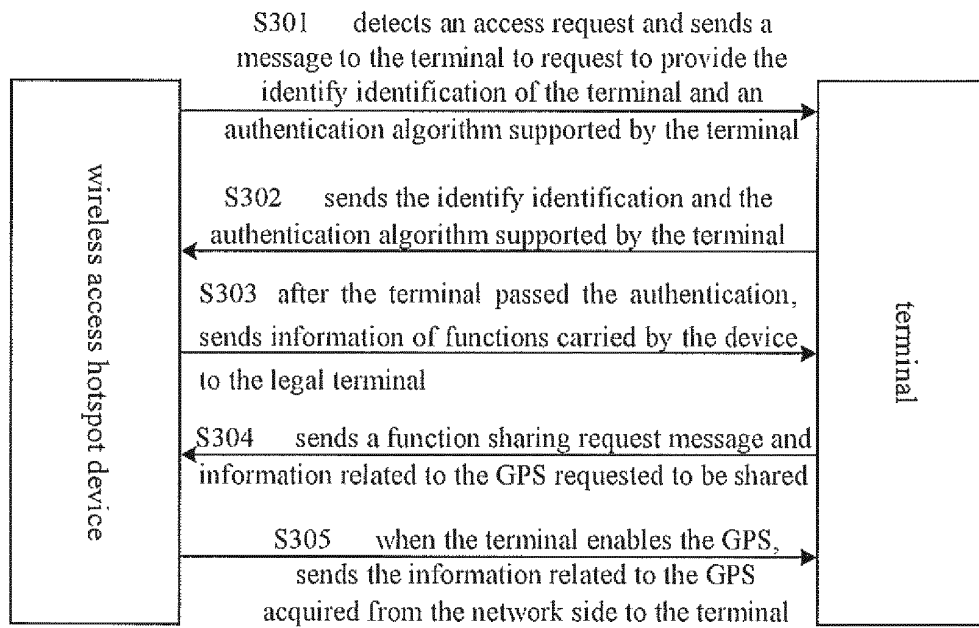 S301 detects an access request and sends a
message to the terminal to request to provide the
identify identification of the terminal and an
authentication algorithm supported by the terminal
S302 sends the identify identification and the
authentication algorithm supported by the terminal
S303 after the terminal passed the authentication,
sends information of functions carried by the device
to the legal terminal
S304 sends a function sharing request message and
information related to the GPS requested to be shared
S305 when the terminal enables the GPS,
sends the information related to the GPS
acquired from the network side to the terminal
wireless access hotspot device
terminal